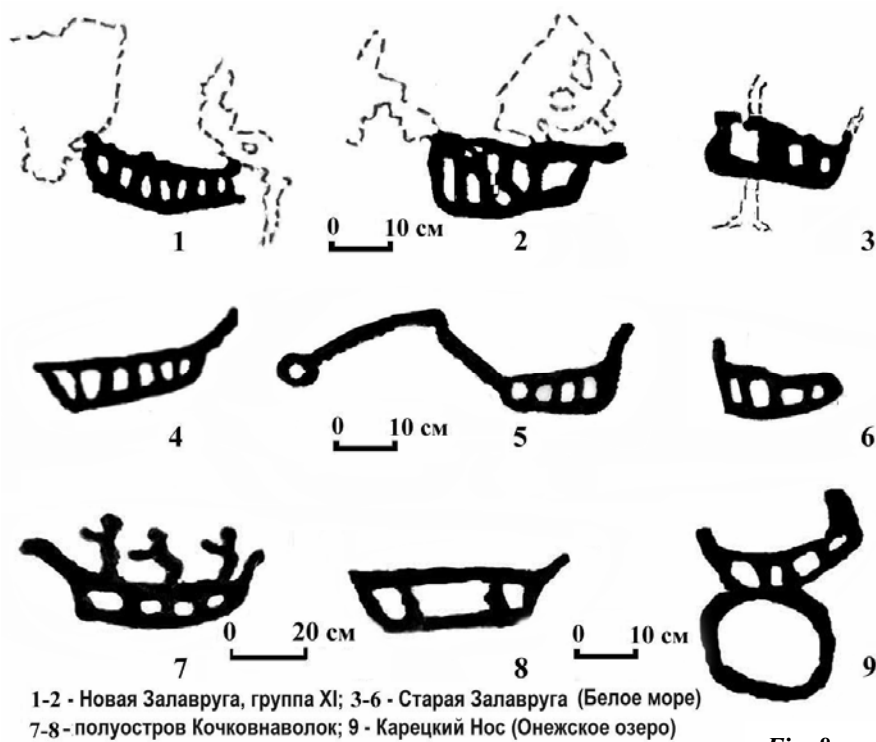 1
0 10 см
2
3
4
0 10 см
5
6
7
0 20 см
8
0 10 см
9
1-2 - Новая Залавруга, группа XI; 3-6 - Старая Залавруга (Белое море)
7-8 - полуостров Кочковнаволок; 9 - Карецкий Нос (Онежское озеро)